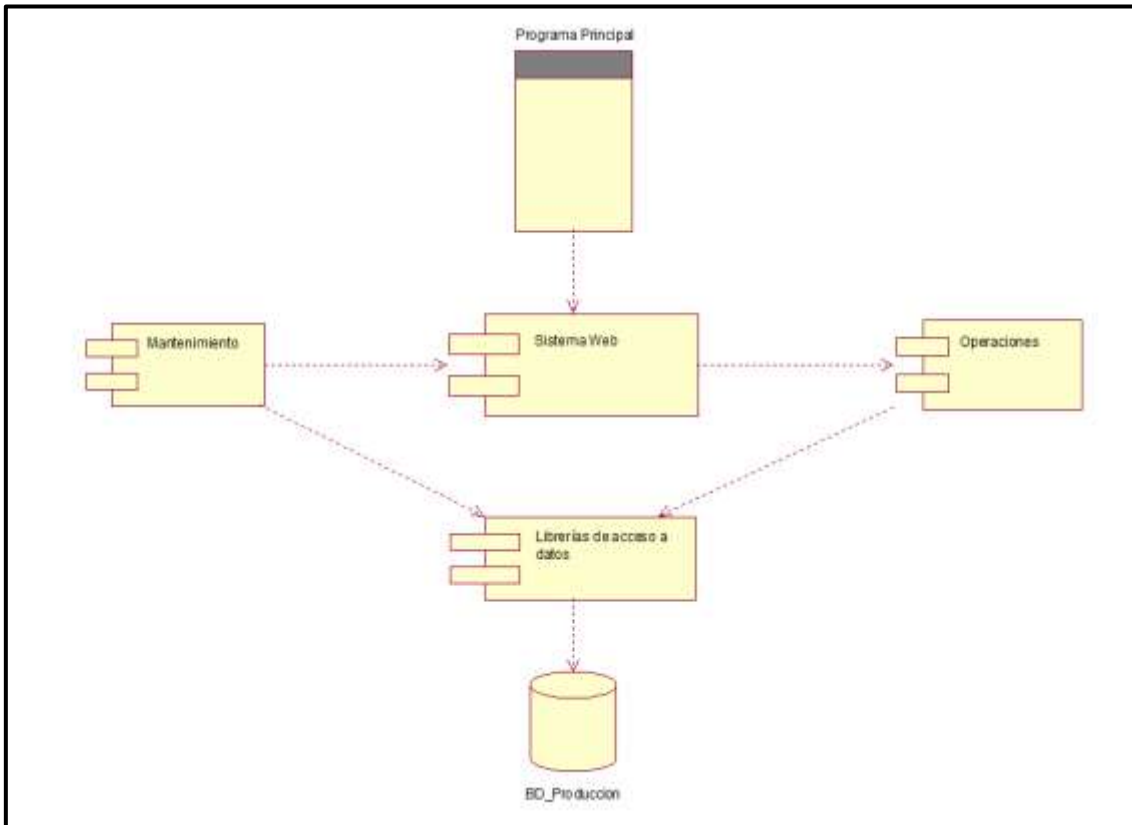 Programa Principal
Mantenimiento
Sistema Web
Operaciones
Librerías de acceso a
datos
BD_Produccion